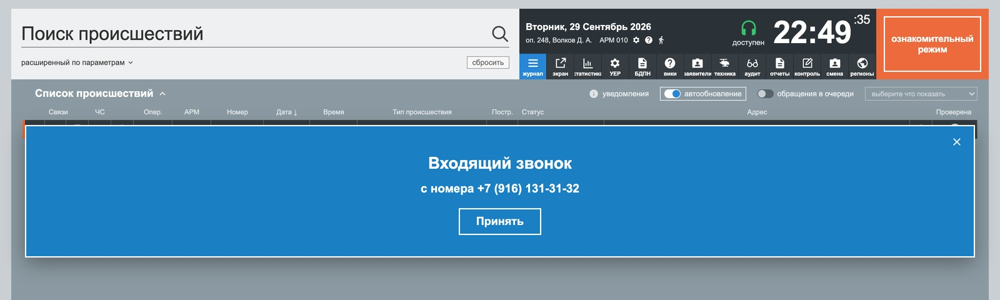 Поиск происшествий
расширенный по параметрам
сбросить
Вторник, 29 Сентябрь 2026
оп. 248, Волков Д. А. АРМ 010
доступен
22:49 :35
ознакомительный
режим
журнал экран статистика УЕР БДПН вики заявители техника аудит отчеты контроль смена регионы
Список происшествий
уведомления автообновление обращения в очереди выберите что показать
Связи ЧС Опер. АРМ Номер Дата ↓ Время Тип происшествия Постр. Статус Адрес Проверена
Входящий звонок
с номера +7 (916) 131-31-32
Принять